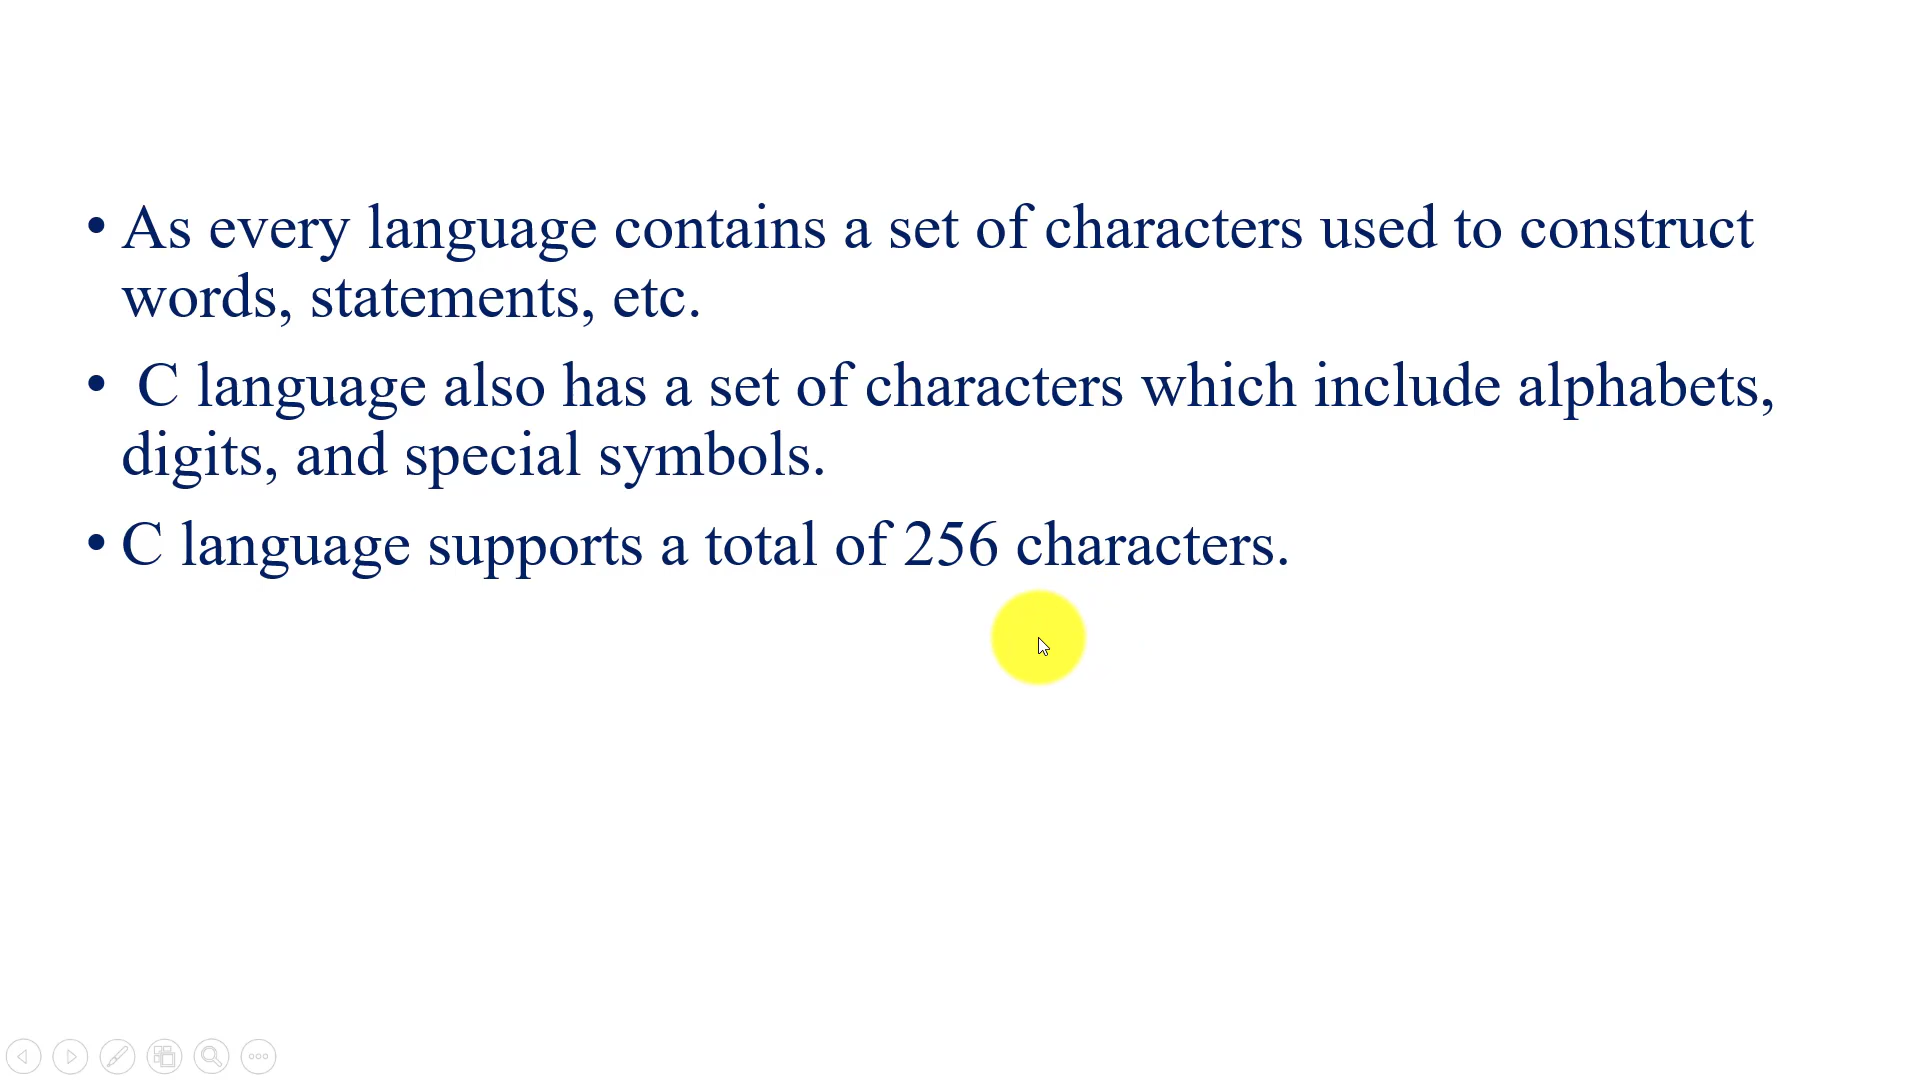 • As every language contains a set of characters used to construct
words, statements, etc.
• C language also has a set of characters which include alphabets,
digits, and special symbols.
• C language supports a total of 256 characters.